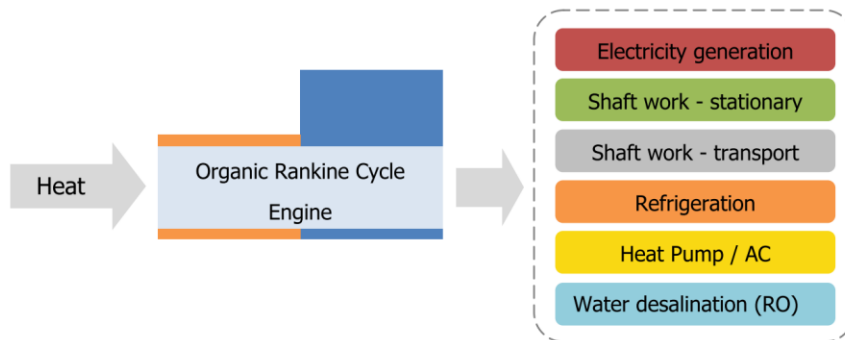 Heat
Organic Rankine Cycle
Engine
Electricity generation
Shaft work - stationary
Shaft work - transport
Refrigeration
Heat Pump / AC
Water desalination (RO)